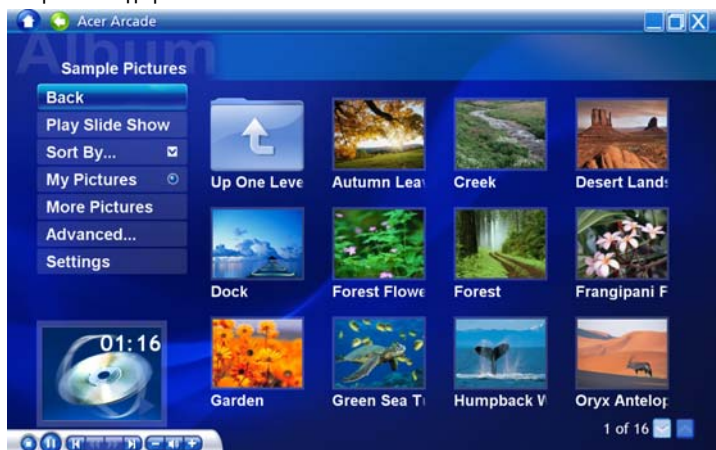 Acer Arcade
Album
Sample Pictures
Back
Play Slide Show
Sort By...
My Pictures
More Pictures
Advanced...
Settings
Up One Leve
Autumn Lea
Creek
Desert Land
Dock
Forest Flowe
Forest
Frangipani F
Garden
Green Sea T
Humpback W
Oryx Antelop
01:16
1 of 16